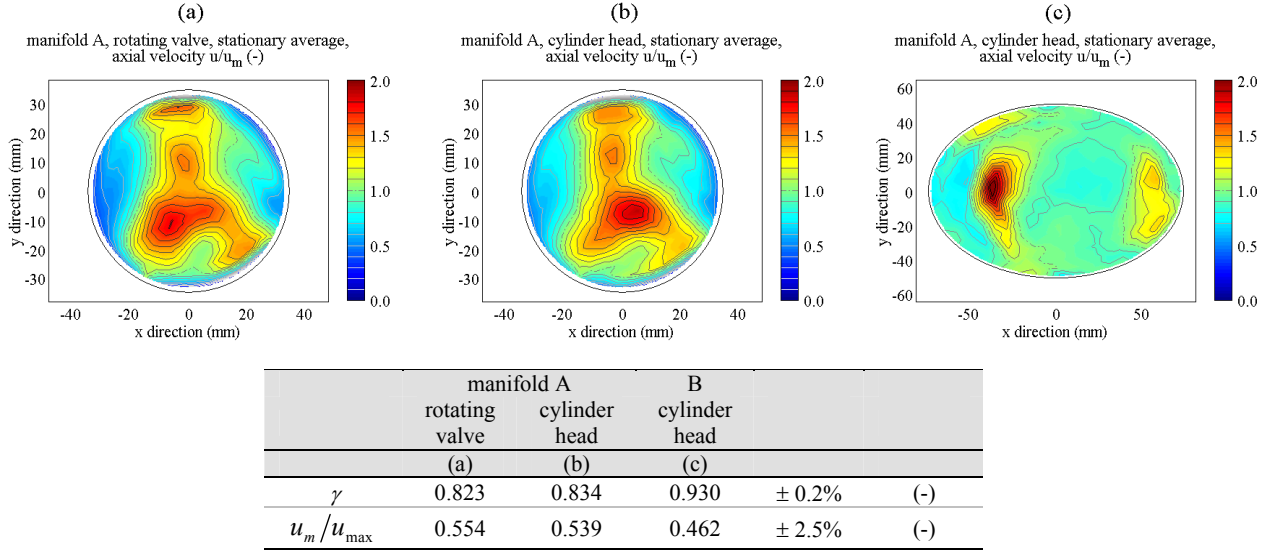 (a)
manifold A, rotating valve, stationary average,
axial velocity u/um (-)
30
20
10
0
-10
-20
-30
y direction (mm)
-40
-20
0
20
40
x direction (mm)
2.0
1.5
1.0
0.5
0.0
(b)
manifold A, cylinder head, stationary average,
axial velocity u/um (-)
30
20
10
0
-10
-20
-30
y direction (mm)
-40
-20
0
20
40
x direction (mm)
2.0
1.5
1.0
0.5
0.0
(c)
manifold A, cylinder head, stationary average,
axial velocity u/um (-)
60
40
20
0
-20
-40
-60
y direction (mm)
-50
0
50
x direction (mm)
2.0
1.5
1.0
0.5
0.0
manifold A B
rotating valve cylinder head cylinder head
(a) (b) (c)
γ 0.823 0.834 0.930 ± 0.2% (-)
um/umax 0.554 0.539 0.462 ± 2.5% (-)